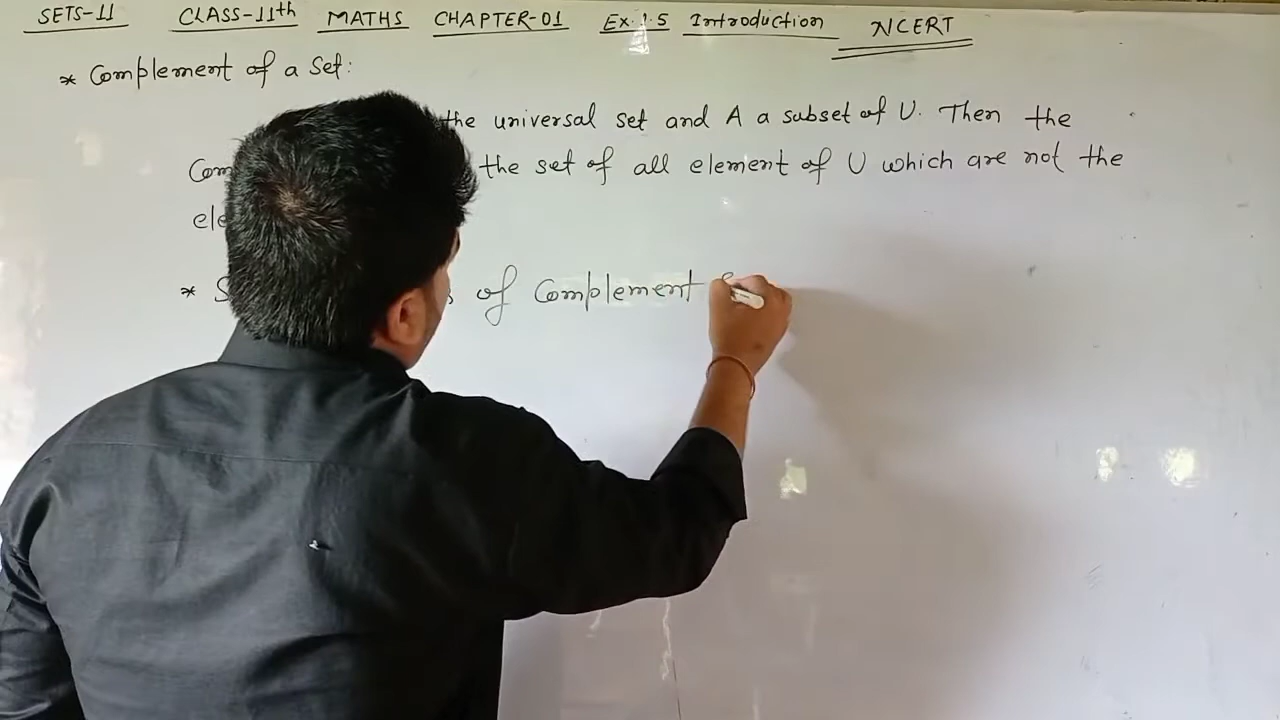 SETS-11 CLASS-11th MATHS CHAPTER-01 Ex.1.5 Introduction NCERT
* Complement of a Set:
the universal set and A a subset of U. Then the
Com the set of all element of U which are not the
ele
* S s of Complement